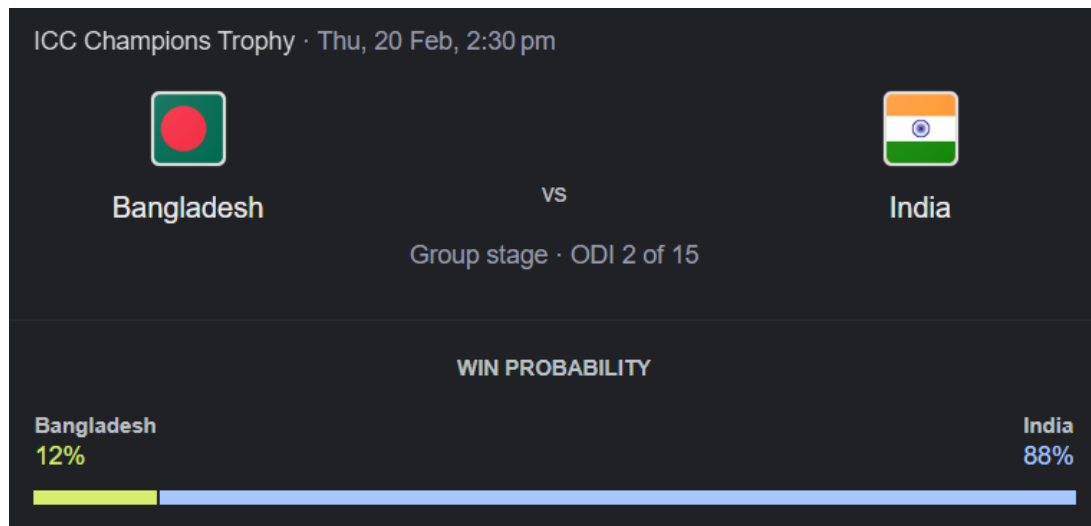 ICC Champions Trophy · Thu, 20 Feb, 2:30 pm
Bangladesh vs India
Group stage · ODI 2 of 15
WIN PROBABILITY
Bangladesh India
12% 88%